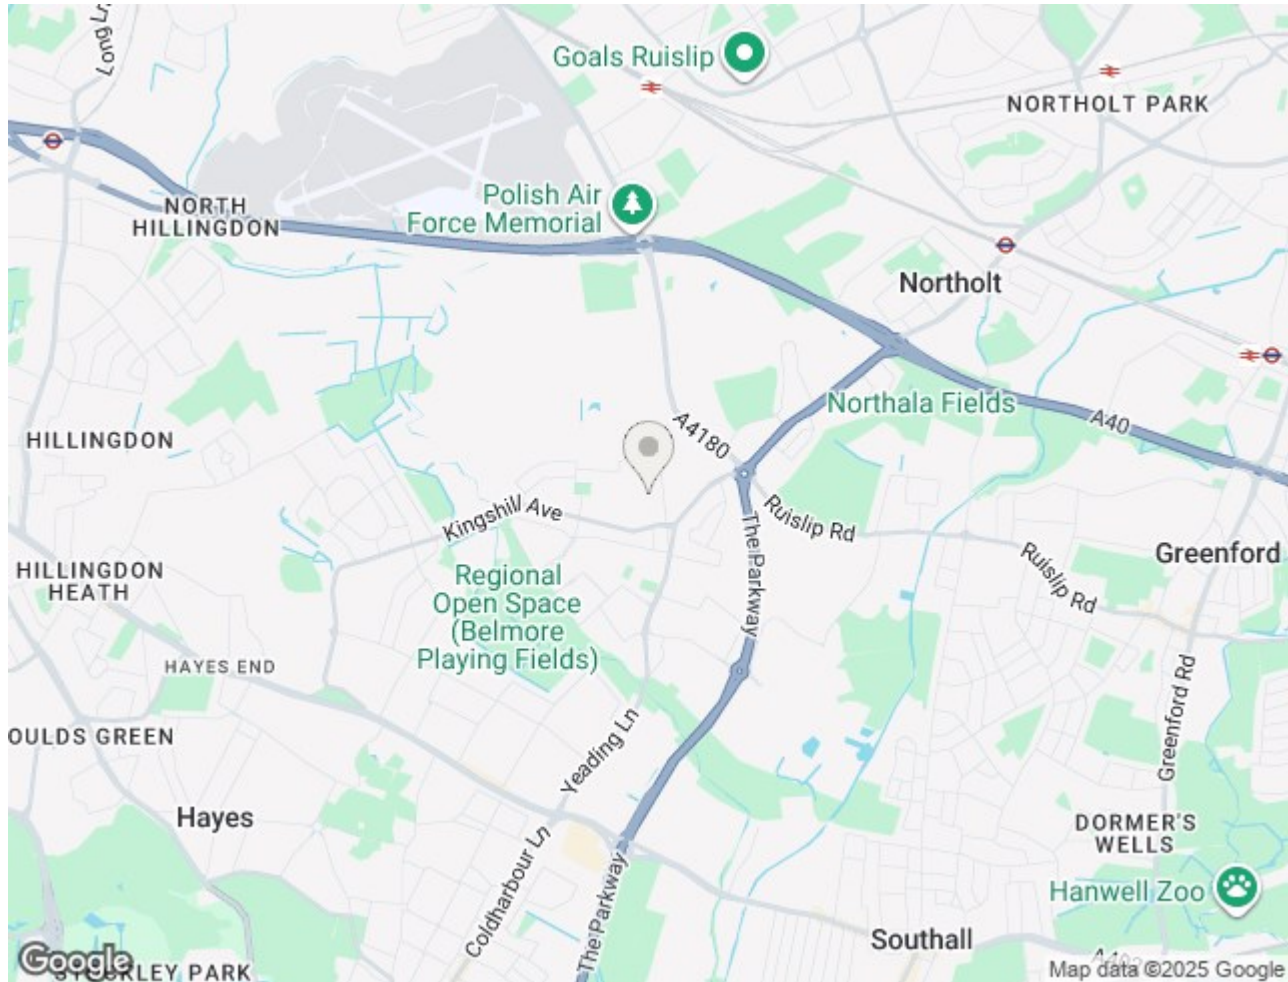 Long Ln
Goals Ruislip
NORTHOLT PARK
Polish Air
Force Memorial
NORTH
HILLINGDON
Northolt
Northala Fields
A40
A4180
HILLINGDON
Kingshill Ave
Ruislip Rd
Ruislip Rd
The Parkway
Greenford
HILLINGDON
HEATH
Regional
Open Space
(Belmore
Playing Fields)
HAYES END
OULDS GREEN
Yeading Ln
Greenford Rd
Hayes
DORMER'S
WELLS
Coldharbour Ln
The Parkway
Hanwell Zoo
Southall
Google
PARK
Map data ©2025 Google